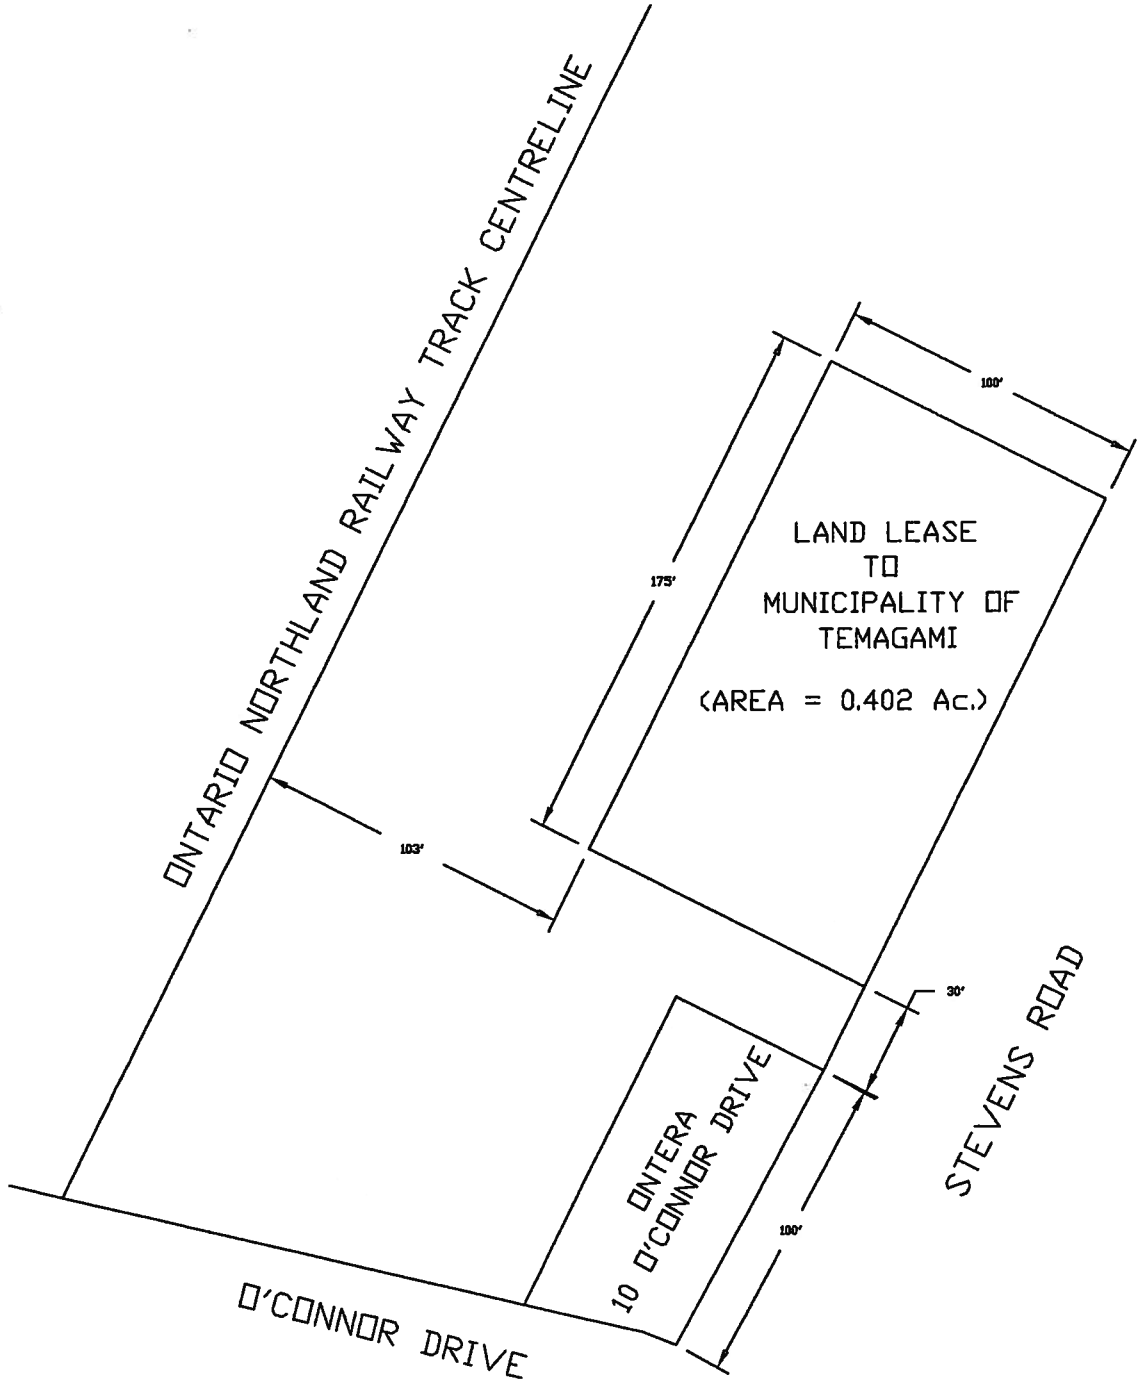 ONTARIO NORTHLAND RAILWAY TRACK CENTRELINE
100'
175'
LAND LEASE
TO
MUNICIPALITY OF
TEMAGAMI
(AREA = 0.402 Ac.)
103'
30'
STEVENS ROAD
ONTERA
10 O'CONNOR DRIVE
100'
O'CONNOR DRIVE